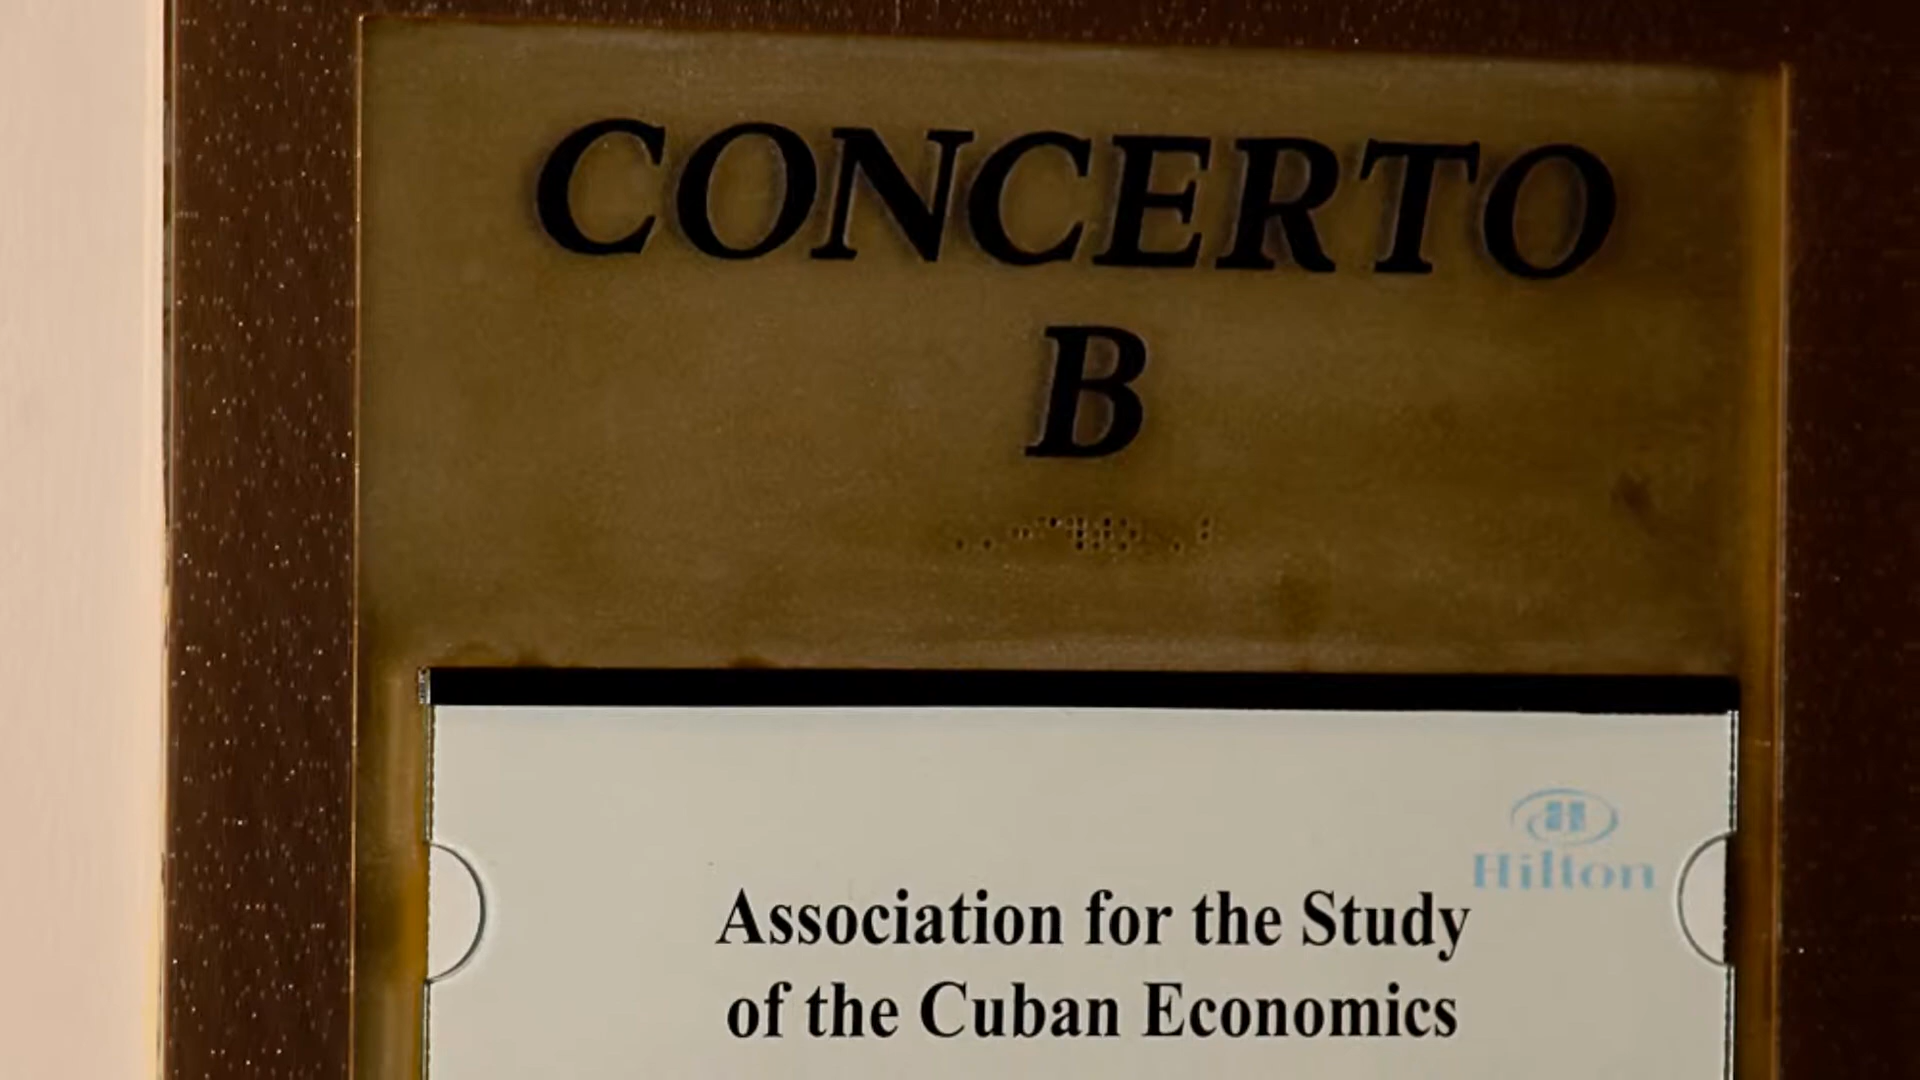 CONCERTO
B
Hilton
Association for the Study
of the Cuban Economics